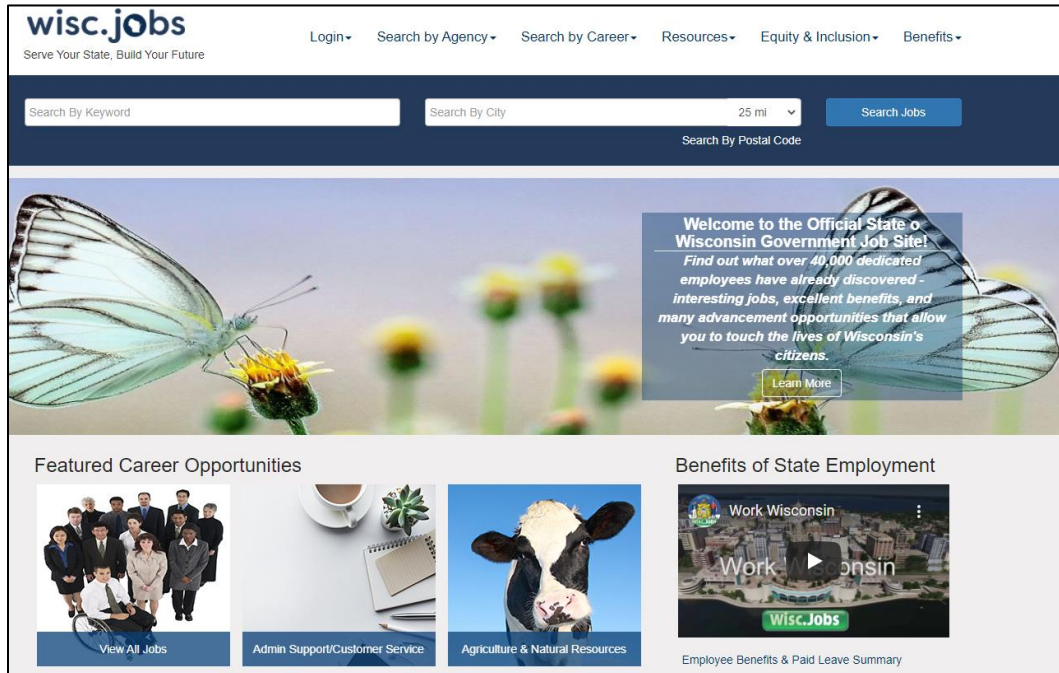 wisc.jobs
Serve Your State, Build Your Future
Login
Search by Agency
Search by Career
Resources
Equity & Inclusion
Benefits
Search By Keyword
Search By City
25 mi
Search Jobs
Search By Postal Code
Welcome to the Official State o
Wisconsin Government Job Site!
Find out what over 40,000 dedicated
employees have already discovered -
interesting jobs, excellent benefits, and
many advancement opportunities that allow
you to touch the lives of Wisconsin's
citizens.
Learn More
Featured Career Opportunities
View All Jobs
Admin Support/Customer Service
Agriculture & Natural Resources
Benefits of State Employment
WISC.JOBS
Work Wisconsin
Work Wisconsin
Wisc.Jobs
Employee Benefits & Paid Leave Summary